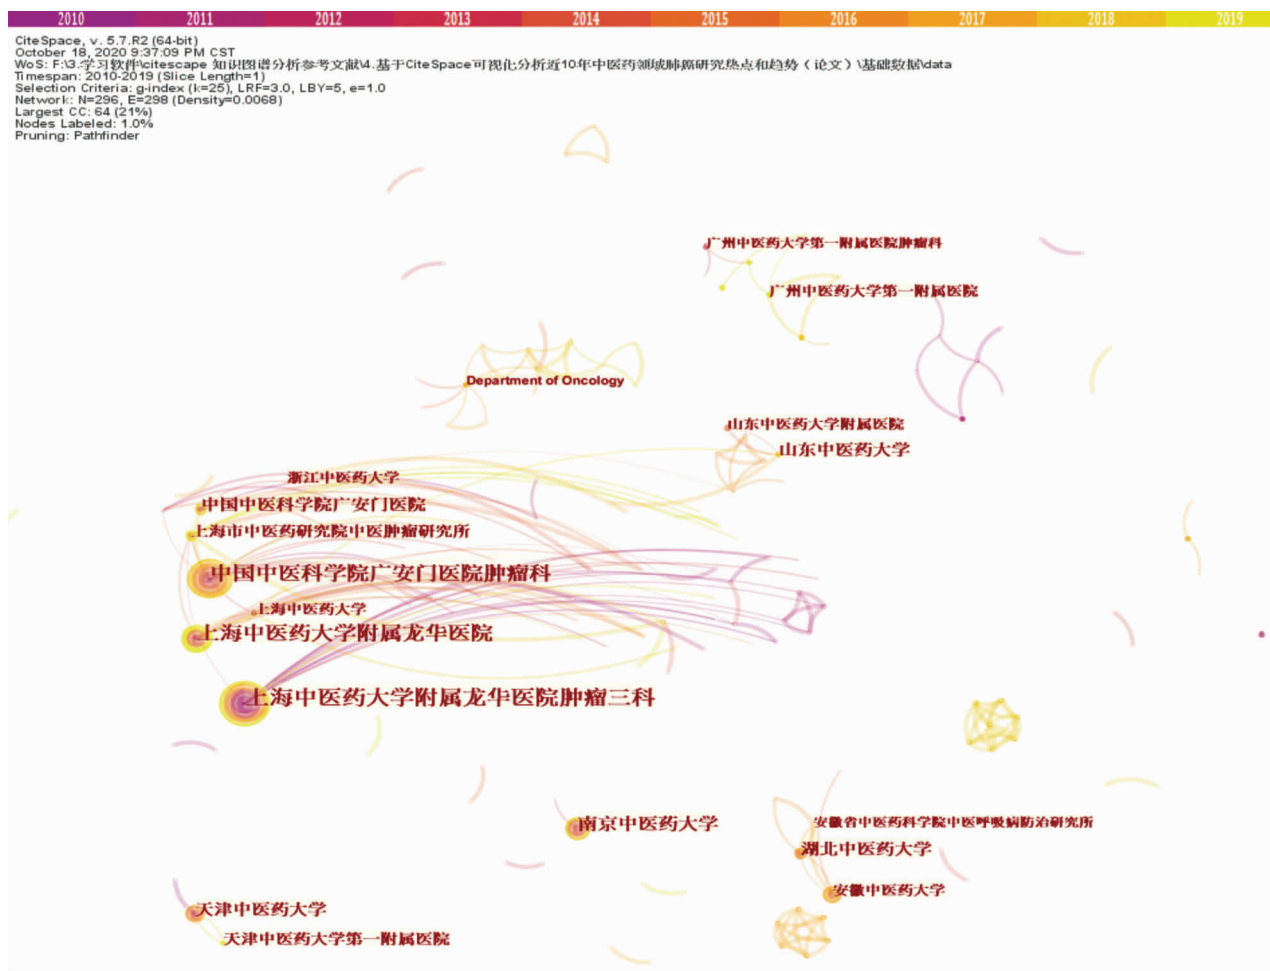 2010 2011 2012 2013 2014 2015 2016 2017 2018 2019
CiteSpace, v. 5.7.R2 (64-bit)
October 18, 2020 9:37:09 PM CST
WoS: F:\3.学习软件\citescape 知识图谱分析参考文献\4.基于CiteSpace可视化分析近10年中医药领域肺癌研究热点和趋势（论文）\基础数据\data
Timespan: 2010-2019 (Slice Length=1)
Selection Criteria: g-index (k=25), LRF=3.0, LBY=5, e=1.0
Network: N=296, E=298 (Density=0.0068)
Largest CC: 64 (21%)
Nodes Labeled: 1.0%
Pruning: Pathfinder
广州中医药大学第一附属医院肿瘤科
广州中医药大学第一附属医院
Department of Oncology
山东中医药大学附属医院
山东中医药大学
浙江中医药大学
中国中医科学院广安门医院
上海市中医药研究院中医肿瘤研究所
中国中医科学院广安门医院肿瘤科
上海中医药大学
上海中医药大学附属龙华医院
上海中医药大学附属龙华医院肿瘤三科
南京中医药大学
安徽省中医药科学院中医呼吸病防治研究所
湖北中医药大学
安徽中医药大学
天津中医药大学
天津中医药大学第一附属医院